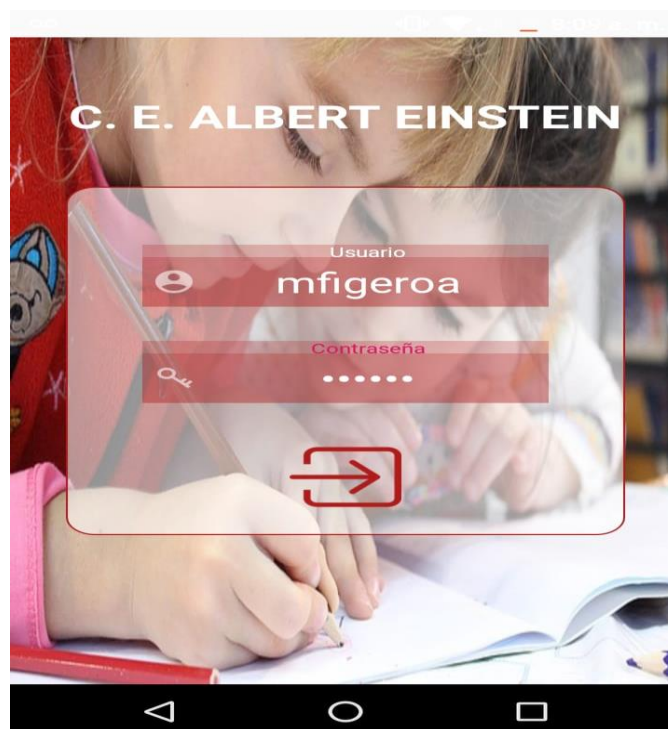 C. E. ALBERT EINSTEIN
Usuario
mfigeroa
Contraseña
••••••